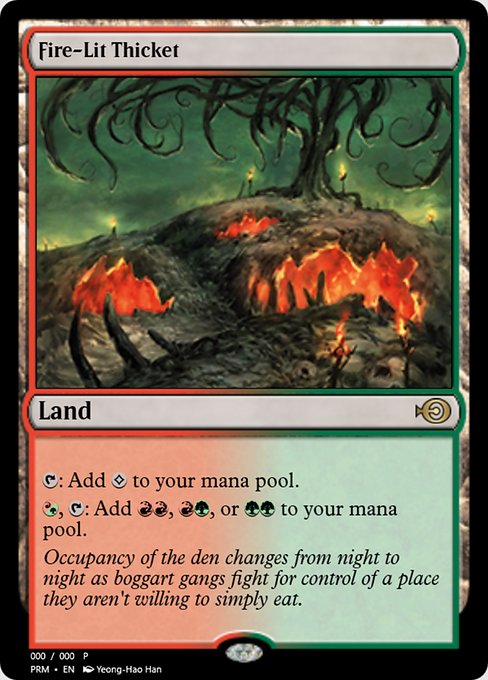 Fire-Lit Thicket
Land
: Add to your mana pool.
, : Add , , or to your mana
pool.
Occupancy of the den changes from night to
night as boggart gangs fight for control of a place
they aren't willing to simply eat.
000 / 000 P
PRM • EN Yeong-Hao Han